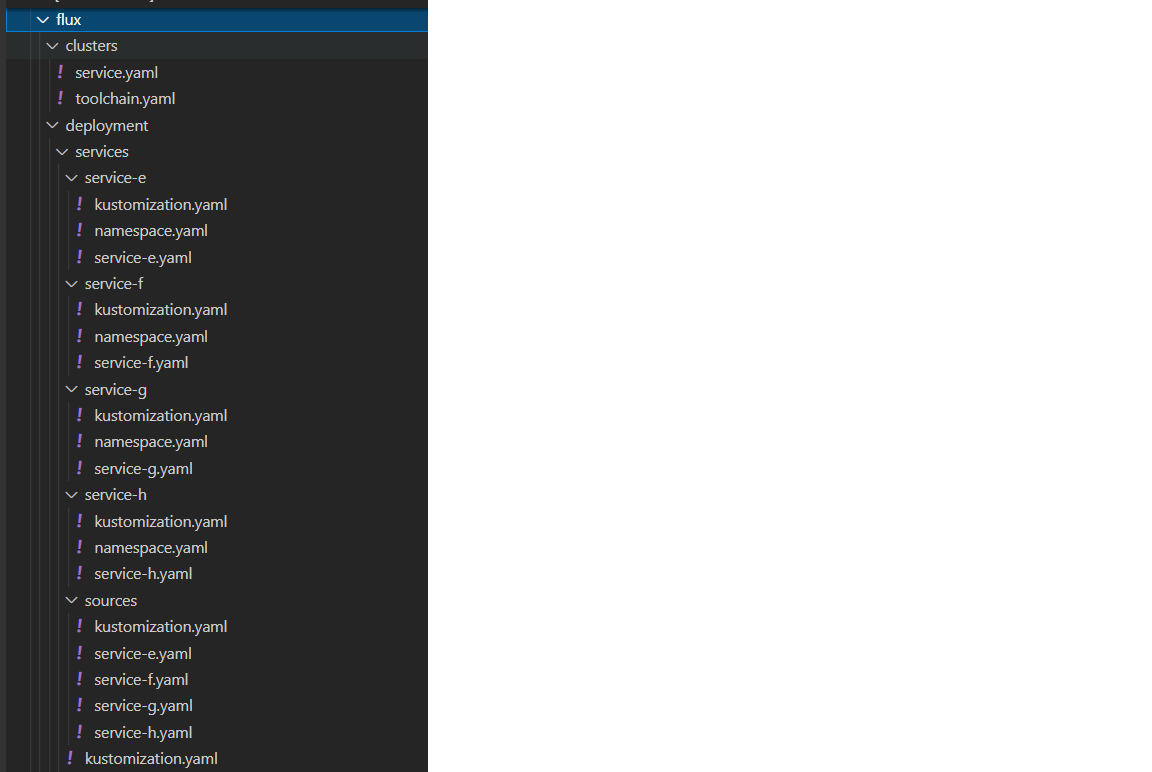 flux
clusters
! service.yaml
! toolchain.yaml
deployment
services
service-e
! kustomization.yaml
! namespace.yaml
! service-e.yaml
service-f
! kustomization.yaml
! namespace.yaml
! service-f.yaml
service-g
! kustomization.yaml
! namespace.yaml
! service-g.yaml
service-h
! kustomization.yaml
! namespace.yaml
! service-h.yaml
sources
! kustomization.yaml
! service-e.yaml
! service-f.yaml
! service-g.yaml
! service-h.yaml
! kustomization.yaml